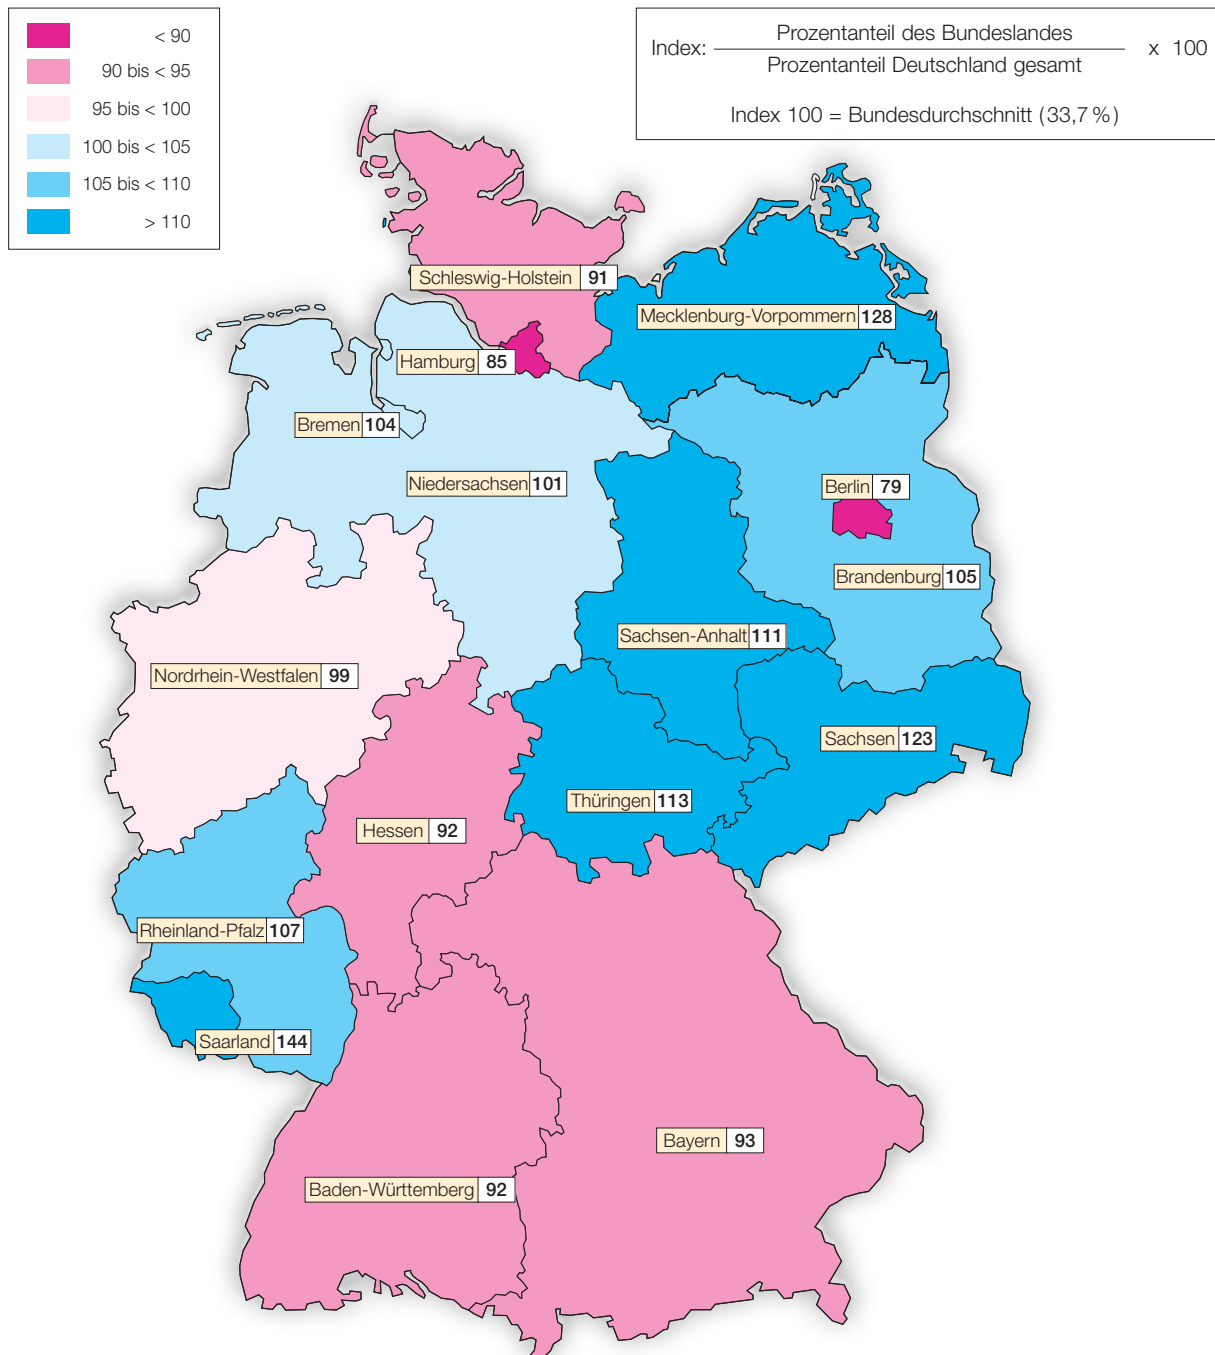 < 90
90 bis < 95
95 bis < 100
100 bis < 105
105 bis < 110
> 110
Index: Prozentanteil des Bundeslandes x 100
Prozentanteil Deutschland gesamt
Index 100 = Bundesdurchschnitt (33,7 %)
Schleswig-Holstein 91
Mecklenburg-Vorpommern 128
Hamburg 85
Bremen 104
Niedersachsen 101
Berlin 79
Brandenburg 105
Sachsen-Anhalt 111
Nordrhein-Westfalen 99
Sachsen 123
Thüringen 113
Hessen 92
Rheinland-Pfalz 107
Saarland 144
Bayern 93
Baden-Württemberg 92